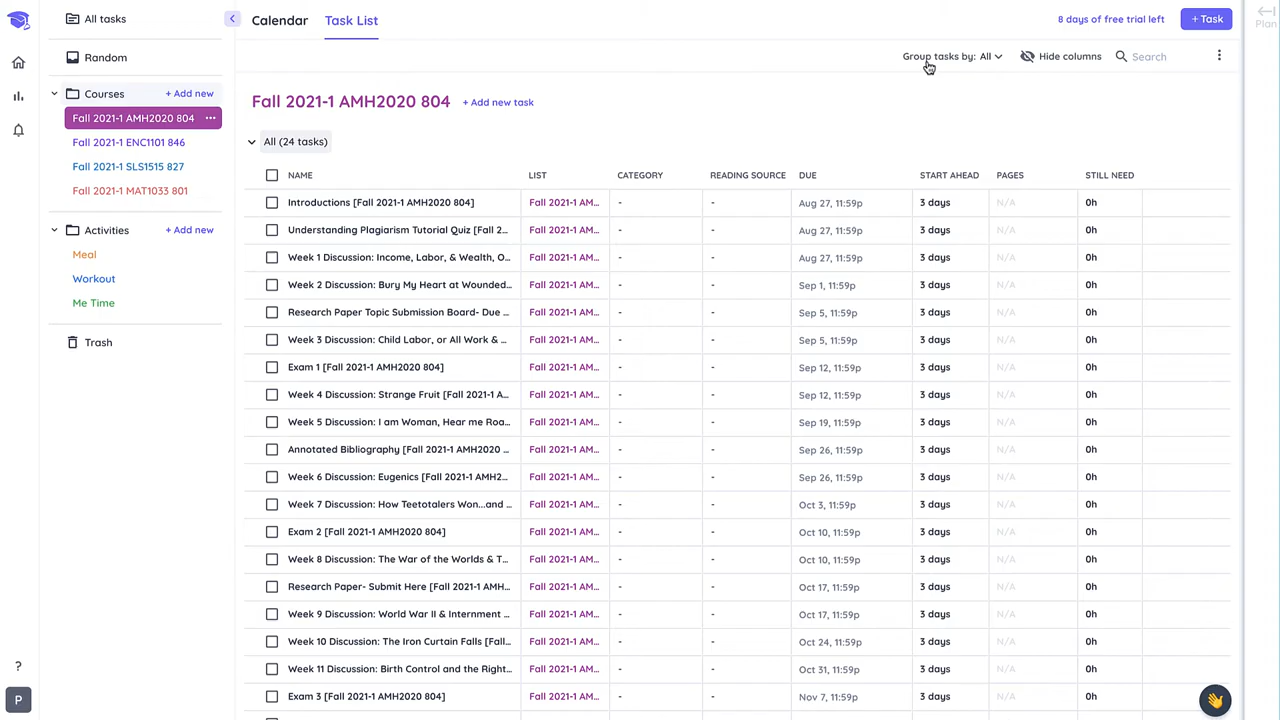 All tasks
Random
Courses
+ Add new
Fall 2021-1 AMH2020 804 ...
Fall 2021-1 ENC1101 846
Fall 2021-1 SLS1515 827
Fall 2021-1 MAT1033 801
Activities
+ Add new
Meal
Workout
Me Time
Trash
?
P
Calendar Task List
8 days of free trial left
+ Task
Plan
Group tasks by: All
Hide columns
Search
Fall 2021-1 AMH2020 804 + Add new task
All (24 tasks)
NAME LIST CATEGORY READING SOURCE DUE START AHEAD PAGES STILL NEED
Introductions [Fall 2021-1 AMH2020 804] Fall 2021-1 AM... - - Aug 27, 11:59p 3 days N/A 0h
Understanding Plagiarism Tutorial Quiz [Fall 2... Fall 2021-1 AM... - - Aug 27, 11:59p 3 days N/A 0h
Week 1 Discussion: Income, Labor, & Wealth, O... Fall 2021-1 AM... - - Aug 27, 11:59p 3 days N/A 0h
Week 2 Discussion: Bury My Heart at Wounded... Fall 2021-1 AM... - - Sep 1, 11:59p 3 days N/A 0h
Research Paper Topic Submission Board- Due ... Fall 2021-1 AM... - - Sep 5, 11:59p 3 days N/A 0h
Week 3 Discussion: Child Labor, or All Work & ... Fall 2021-1 AM... - - Sep 5, 11:59p 3 days N/A 0h
Exam 1 [Fall 2021-1 AMH2020 804] Fall 2021-1 AM... - - Sep 12, 11:59p 3 days N/A 0h
Week 4 Discussion: Strange Fruit [Fall 2021-1 A... Fall 2021-1 AM... - - Sep 12, 11:59p 3 days N/A 0h
Week 5 Discussion: I am Woman, Hear me Roa... Fall 2021-1 AM... - - Sep 19, 11:59p 3 days N/A 0h
Annotated Bibliography [Fall 2021-1 AMH2020 ... Fall 2021-1 AM... - - Sep 26, 11:59p 3 days N/A 0h
Week 6 Discussion: Eugenics [Fall 2021-1 AMH2... Fall 2021-1 AM... - - Sep 26, 11:59p 3 days N/A 0h
Week 7 Discussion: How Teetotalers Won...and ... Fall 2021-1 AM... - - Oct 3, 11:59p 3 days N/A 0h
Exam 2 [Fall 2021-1 AMH2020 804] Fall 2021-1 AM... - - Oct 10, 11:59p 3 days N/A 0h
Week 8 Discussion: The War of the Worlds & T... Fall 2021-1 AM... - - Oct 10, 11:59p 3 days N/A 0h
Research Paper- Submit Here [Fall 2021-1 AMH... Fall 2021-1 AM... - - Oct 17, 11:59p 3 days N/A 0h
Week 9 Discussion: World War II & Internment ... Fall 2021-1 AM... - - Oct 17, 11:59p 3 days N/A 0h
Week 10 Discussion: The Iron Curtain Falls [Fall... Fall 2021-1 AM... - - Oct 24, 11:59p 3 days N/A 0h
Week 11 Discussion: Birth Control and the Right... Fall 2021-1 AM... - - Oct 31, 11:59p 3 days N/A 0h
Exam 3 [Fall 2021-1 AMH2020 804] Fall 2021-1 AM... - - Nov 7, 11:59p 3 days N/A 0h